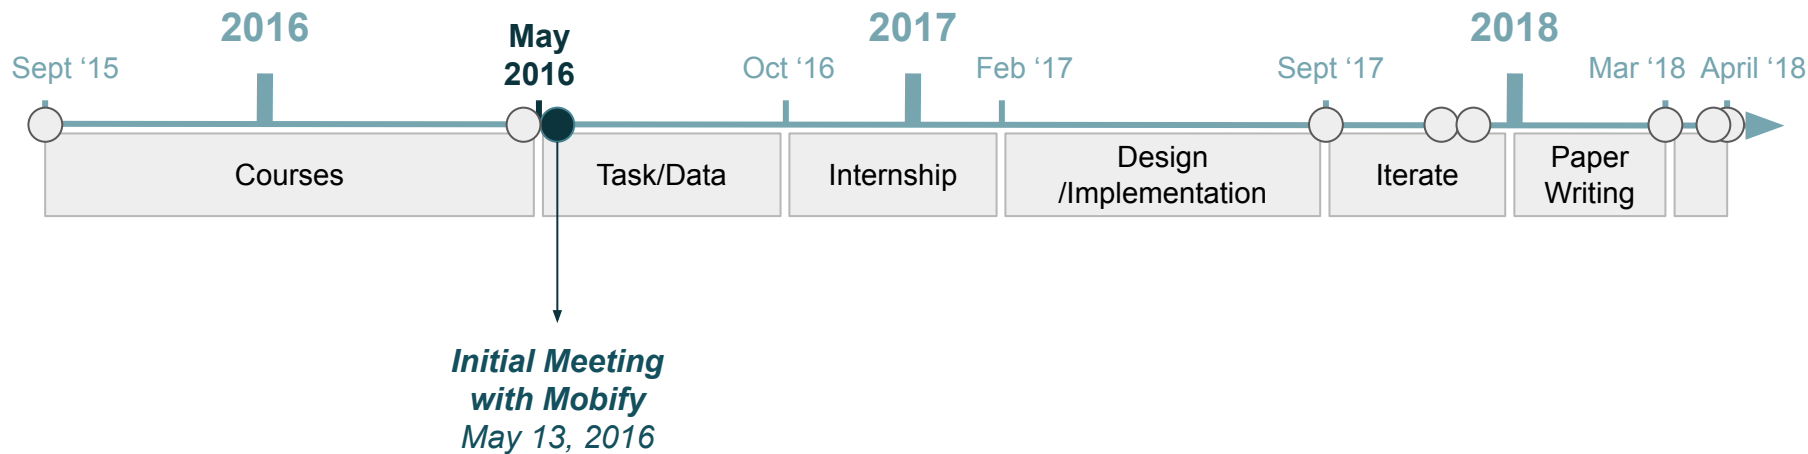 2016
2017
2018
May
2016
Sept ‘15
Oct ‘16
Feb ‘17
Sept ‘17
Mar ‘18
April ‘18
Courses
Task/Data
Internship
Design
/Implementation
Iterate
Paper
Writing
Initial Meeting
with Mobify
May 13, 2016